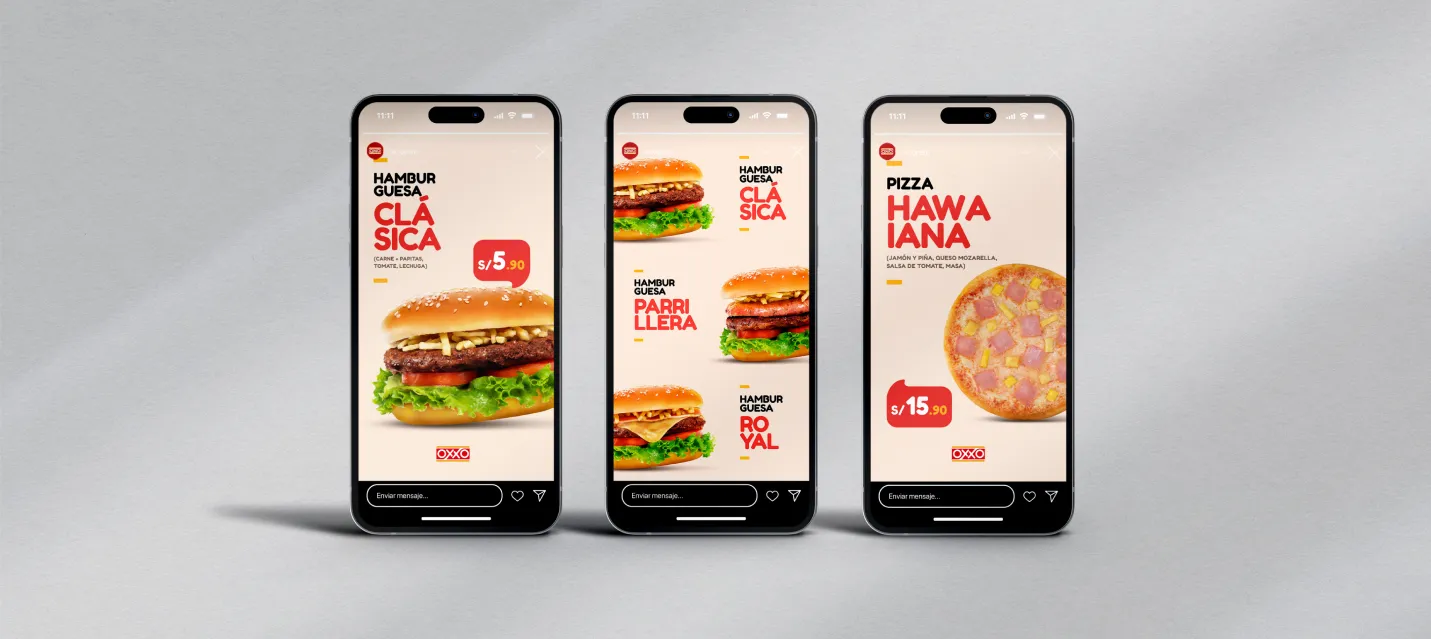 11:11
HAMBUR
GUESA
CLÁ
SICA
(CARNE + PAPITAS,
TOMATE, LECHUGA)
S/5.90
OXXO
Enviar mensaje...
11:11
HAMBUR
GUESA
CLÁ
SICA
HAMBUR
GUESA
PARRI
LLERA
HAMBUR
GUESA
RO
YAL
Enviar mensaje...
11:11
PIZZA
HAWA
IANA
(JAMÓN Y PIÑA, QUESO MOZARELLA,
SALSA DE TOMATE, MASA)
S/15.90
OXXO
Enviar mensaje...